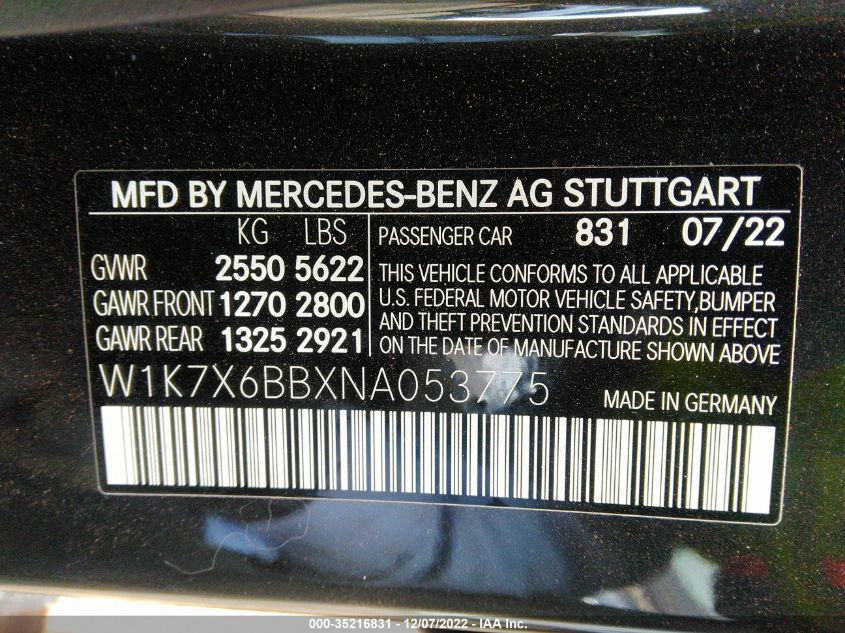 MFD BY MERCEDES-BENZ AG STUTTGART
KG LBS
GVWR 2550 5622
GAWR FRONT 1270 2800
GAWR REAR 1325 2921
PASSENGER CAR 831 07/22
THIS VEHICLE CONFORMS TO ALL APPLICABLE
U.S. FEDERAL MOTOR VEHICLE SAFETY,BUMPER
AND THEFT PREVENTION STANDARDS IN EFFECT
ON THE DATE OF MANUFACTURE SHOWN ABOVE.
W1K7X6BBXNA053775 MADE IN GERMANY
000-35216831 - 12/07/2022 - IAA Inc.